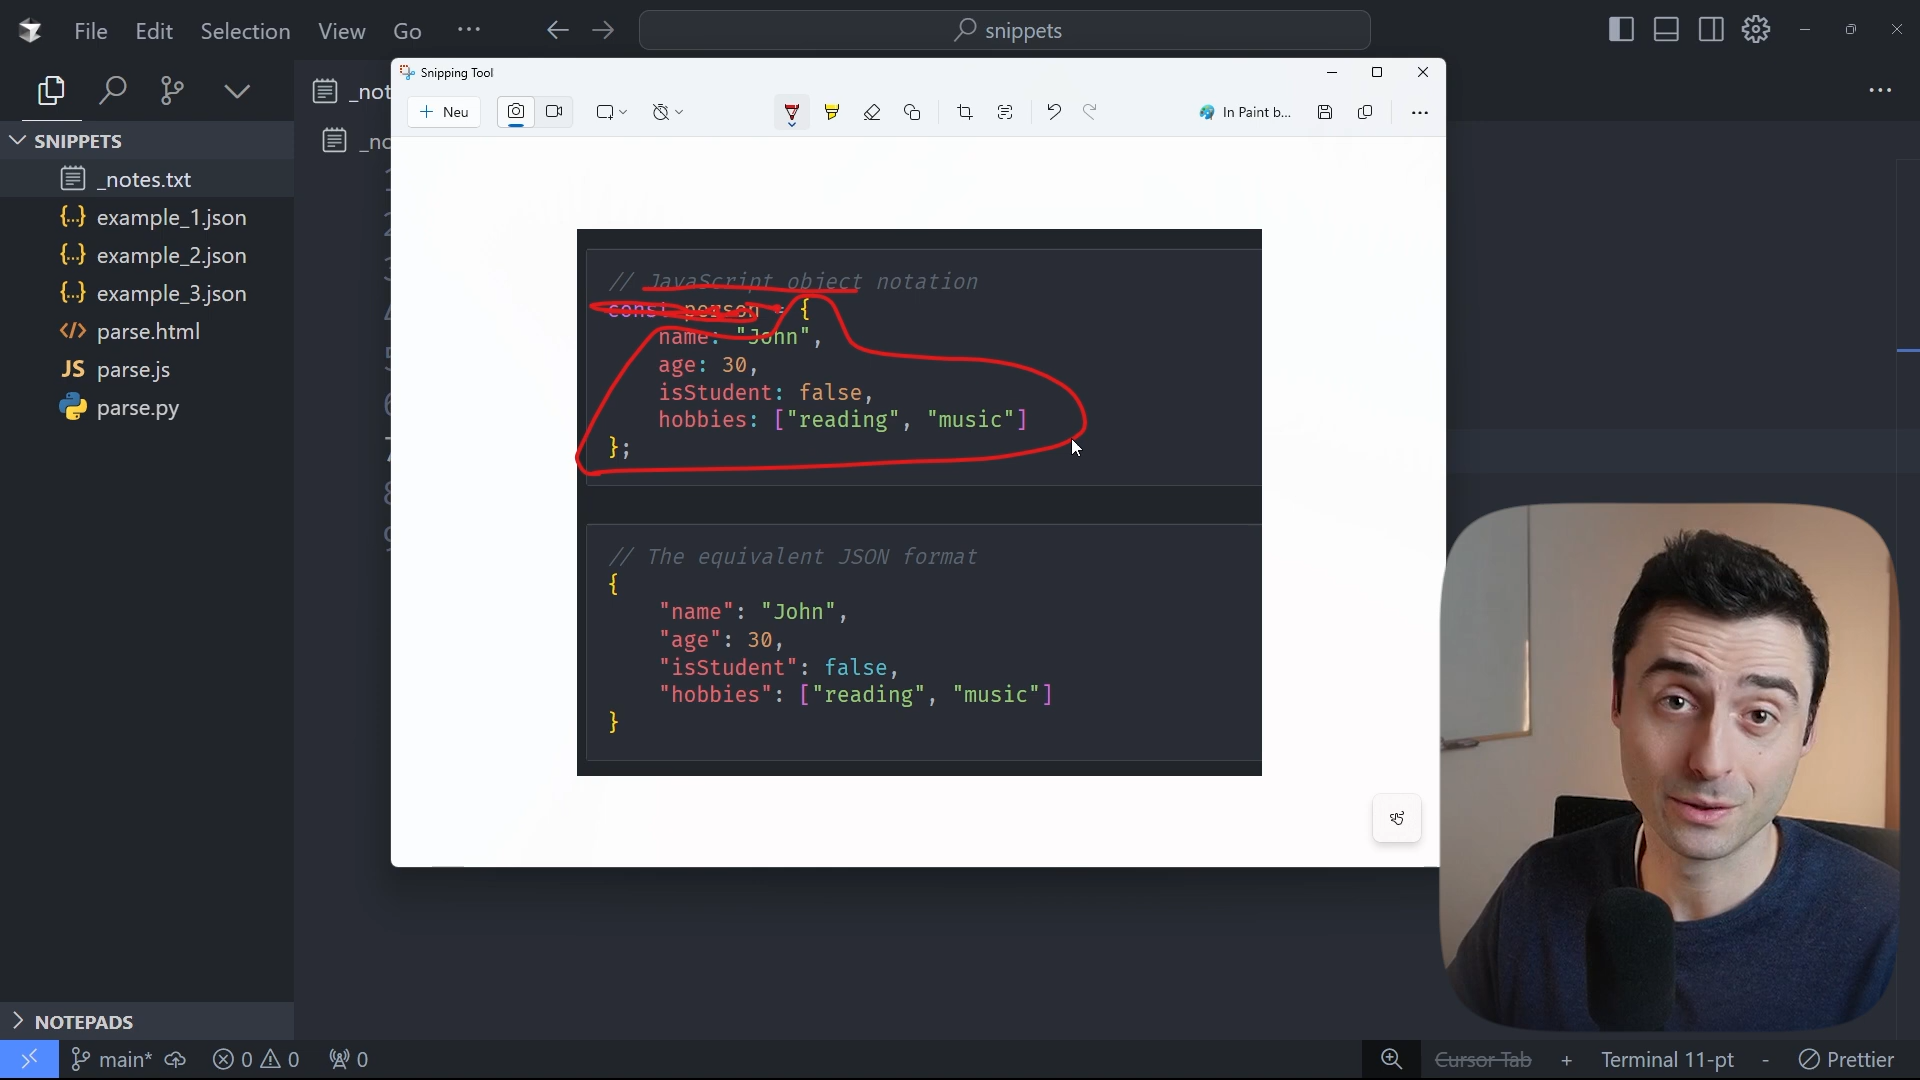 File Edit Selection View Go ... snippets
Snipping Tool
_not
Neu In Paint b...
SNIPPETS
_no
_notes.txt
example_1.json
example_2.json
example_3.json
parse.html
JS parse.js
parse.py
// JavaScript object notation
const person = {
name: "John",
age: 30,
isStudent: false,
hobbies: ["reading", "music"]
};
// The equivalent JSON format
{
"name": "John",
"age": 30,
"isStudent": false,
"hobbies": ["reading", "music"]
}
NOTEPADS
main* 0 0 0 Cursor Tab + Terminal 11-pt - Prettier